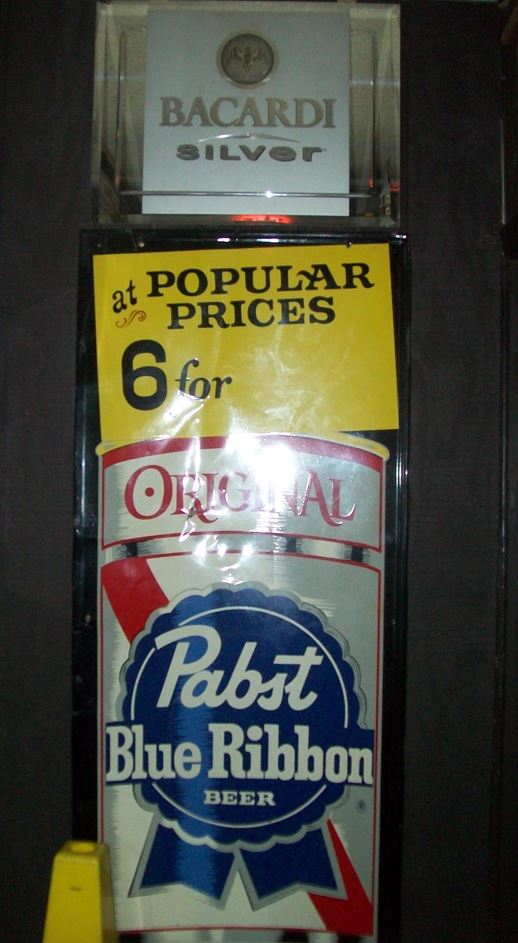 BACARDI
SILVER
at POPULAR
PRICES
6 for
ORIGINAL
Pabst
Blue Ribbon
BEER
®